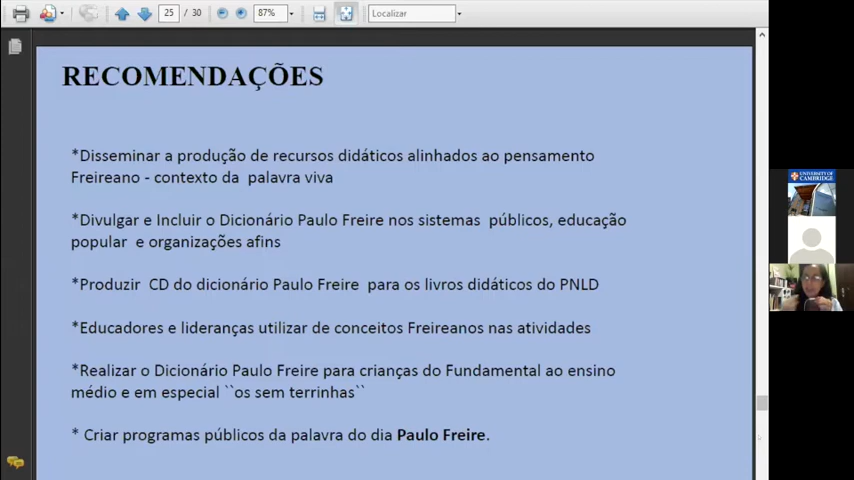 25 / 30 87% Localizar
RECOMENDAÇÕES
*Disseminar a produção de recursos didáticos alinhados ao pensamento
Freireano - contexto da palavra viva
*Divulgar e Incluir o Dicionário Paulo Freire nos sistemas públicos, educação
popular e organizações afins
*Produzir CD do dicionário Paulo Freire para os livros didáticos do PNLD
*Educadores e lideranças utilizar de conceitos Freireanos nas atividades
*Realizar o Dicionário Paulo Freire para crianças do Fundamental ao ensino
médio e em especial ``os sem terrinhas``
* Criar programas públicos da palavra do dia Paulo Freire.
UNIVERSITY OF
CAMBRIDGE